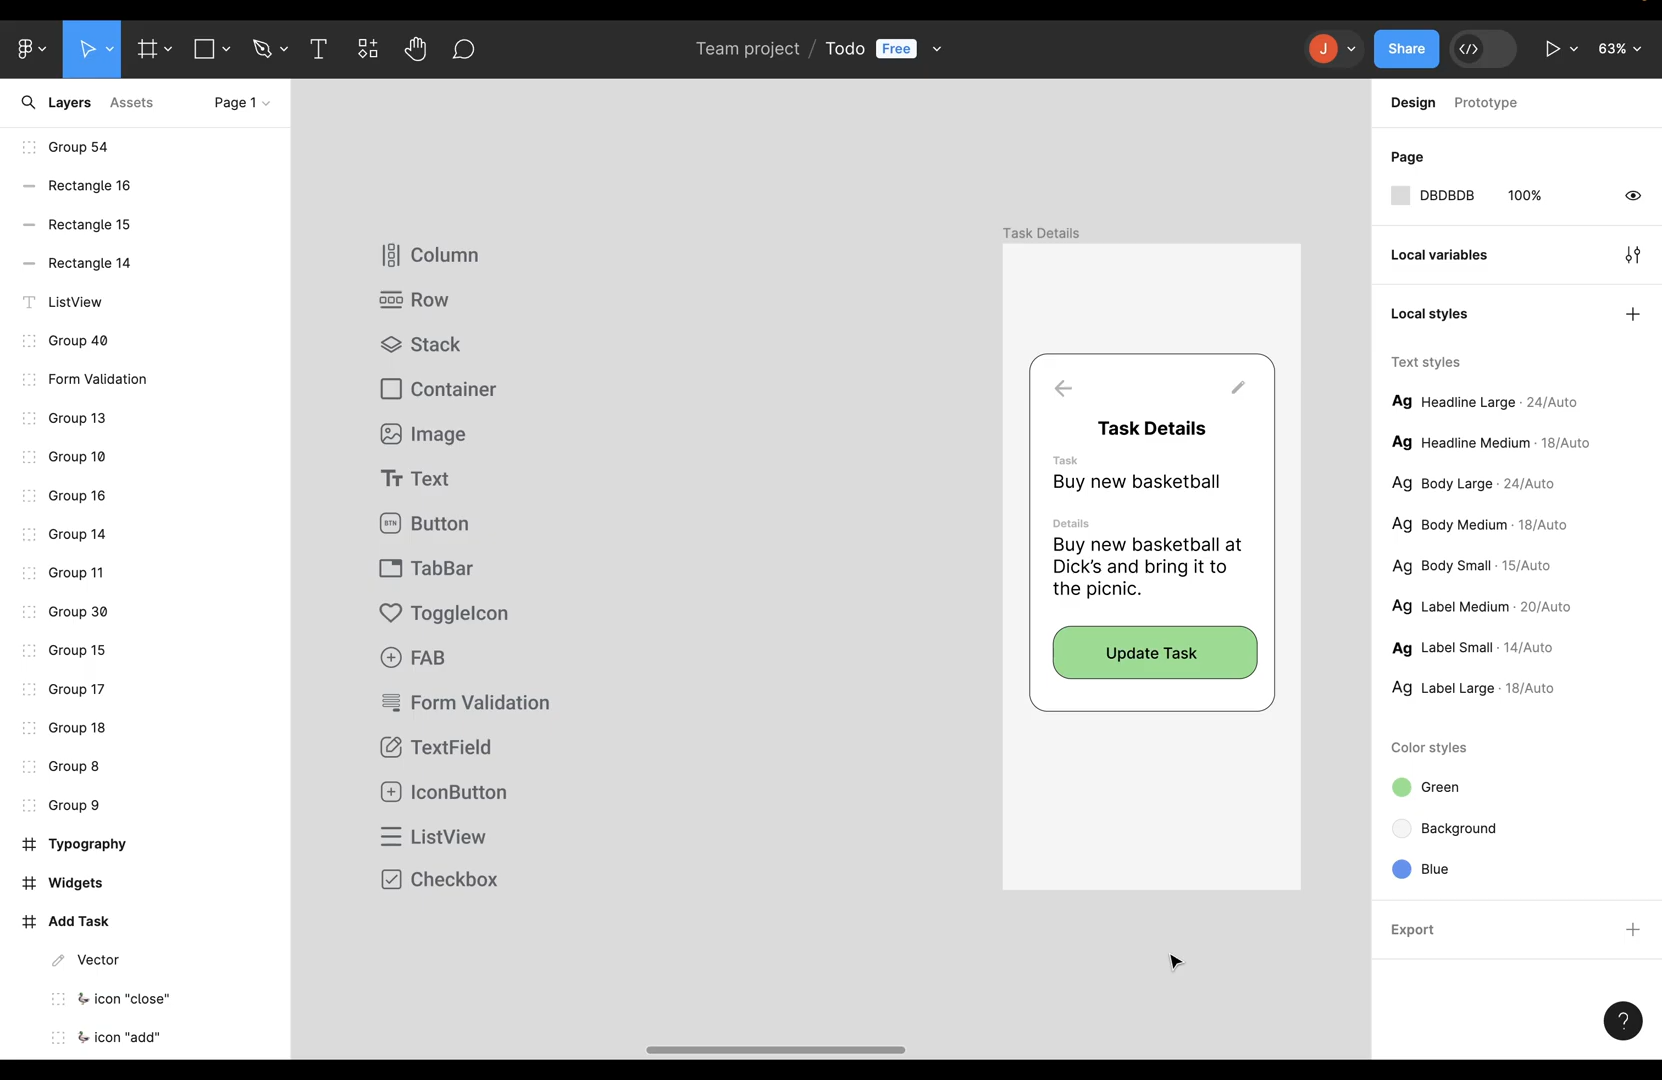 Team project / Todo Free
J
Share
63%
Layers Assets Page 1
Group 54
Rectangle 16
Rectangle 15
Rectangle 14
ListView
Group 40
Form Validation
Group 13
Group 10
Group 16
Group 14
Group 11
Group 30
Group 15
Group 17
Group 18
Group 8
Group 9
Typography
Widgets
Add Task
Vector
🦆 icon "close"
🦆 icon "add"
Column
Row
Stack
Container
Image
Text
BTN Button
TabBar
ToggleIcon
FAB
Form Validation
TextField
IconButton
ListView
Checkbox
Task Details
Task Details
Task
Buy new basketball
Details
Buy new basketball at
Dick's and bring it to
the picnic.
Update Task
Design Prototype
Page
DBDBDB 100%
Local variables
Local styles
Text styles
Ag Headline Large · 24/Auto
Ag Headline Medium · 18/Auto
Ag Body Large · 24/Auto
Ag Body Medium · 18/Auto
Ag Body Small · 15/Auto
Ag Label Medium · 20/Auto
Ag Label Small · 14/Auto
Ag Label Large · 18/Auto
Color styles
Green
Background
Blue
Export
?